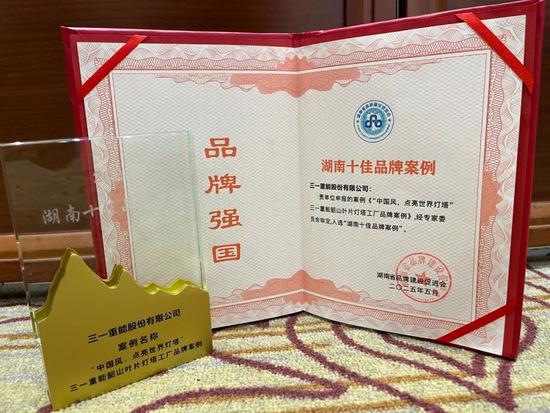 品牌强国
湖南十佳品牌案例
三一重能股份有限公司：
贵单位申报的案例《“中国风、点亮世界灯塔”
三一重能韶山叶片灯塔工厂品牌案例》，经专家委
员会审定，入选“湖南十佳品牌案例”。
湖南省品牌建设促进会
二〇二五年五月
湖南十
三一重能股份有限公司
案例名称
“中国风、点亮世界灯塔”
三一重能韶山叶片灯塔工厂品牌案例